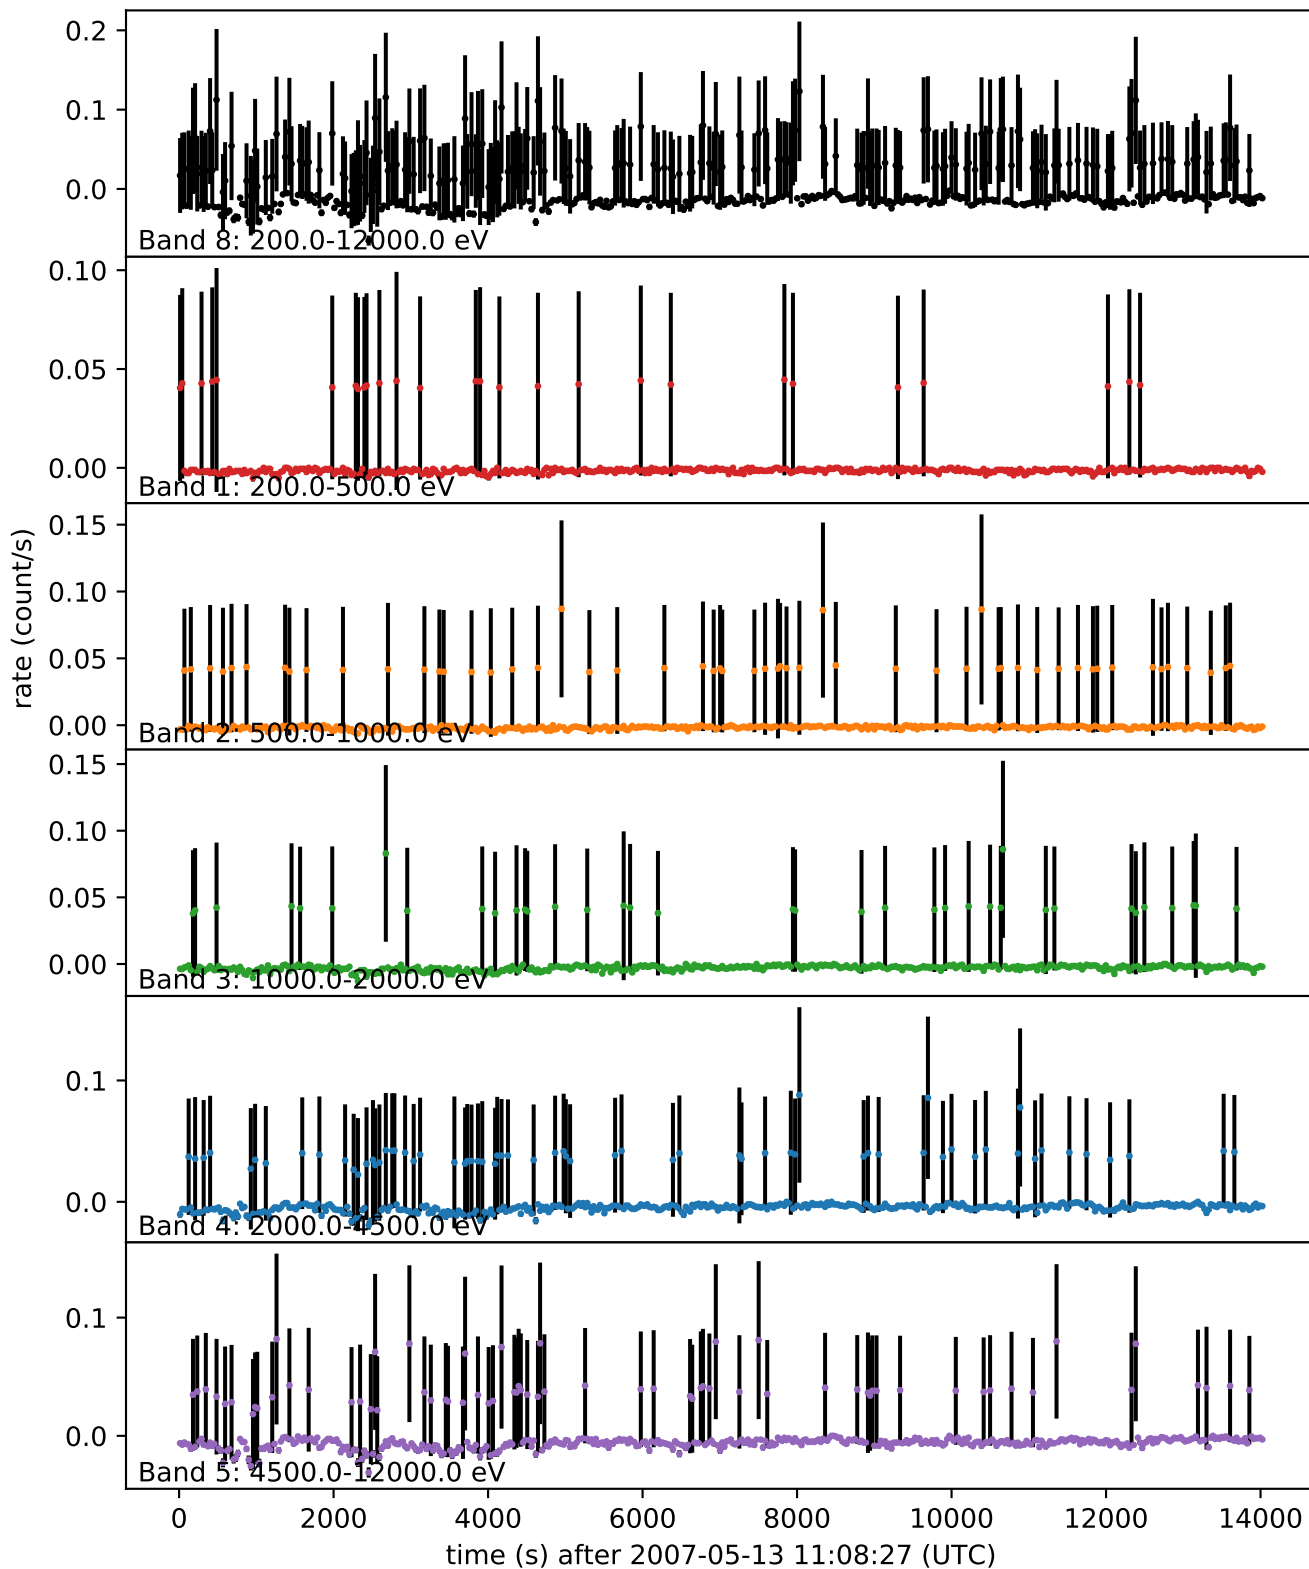 0.2
0.1
0.0
Band 8: 200.0-12000.0 eV
0.10
0.05
0.00
Band 1: 200.0-500.0 eV
0.15
0.10
0.05
0.00
Band 2: 500.0-1000.0 eV
rate (count/s)
0.15
0.10
0.05
0.00
Band 3: 1000.0-2000.0 eV
0.1
0.0
Band 4: 2000.0-4500.0 eV
0.1
0.0
Band 5: 4500.0-12000.0 eV
0 2000 4000 6000 8000 10000 12000 14000
time (s) after 2007-05-13 11:08:27 (UTC)